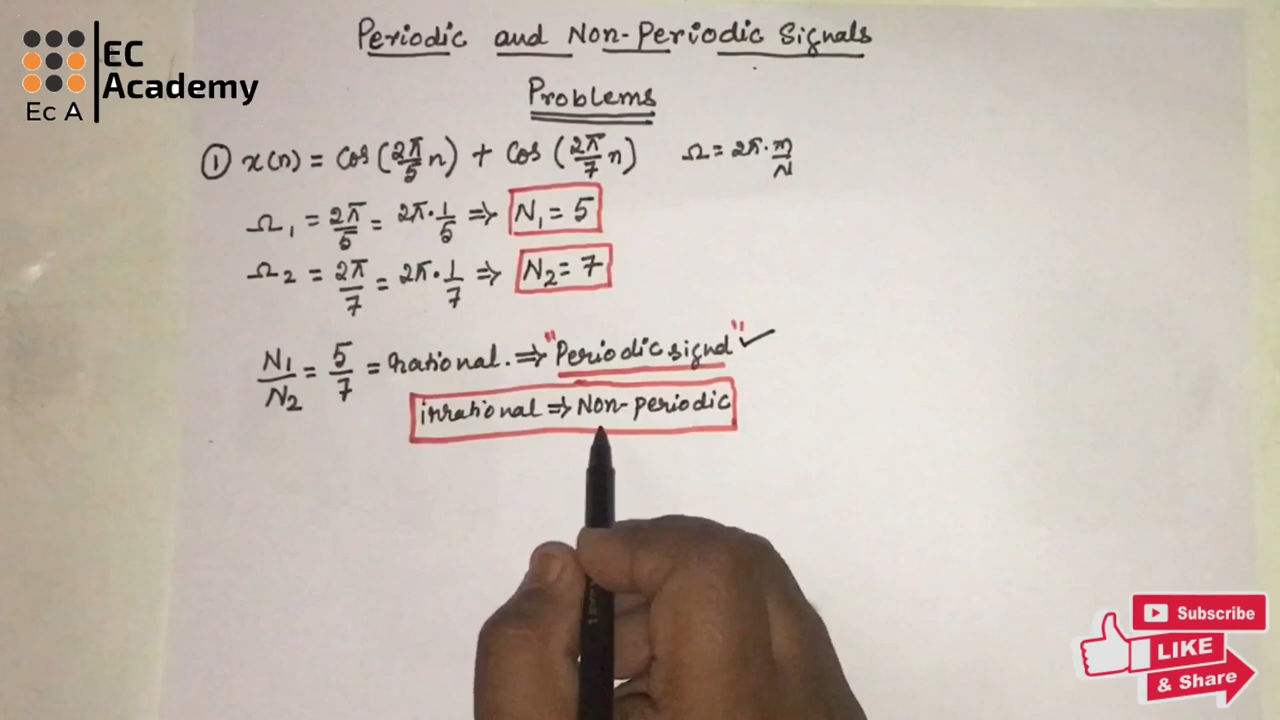 EC
Academy
Ec A
Periodic and Non-Periodic Signals
Problems
① x(n) = cos(2π/5 n) + cos(2π/7 n) Ω = 2π·m/N
Ω₁ = 2π/5 = 2π·1/5 ⇒ N₁ = 5
Ω₂ = 2π/7 = 2π·1/7 ⇒ N₂ = 7
N₁/N₂ = 5/7 = rational. ⇒ "Periodic signal" ✓
irrational ⇒ Non-periodic
Subscribe
LIKE
& Share